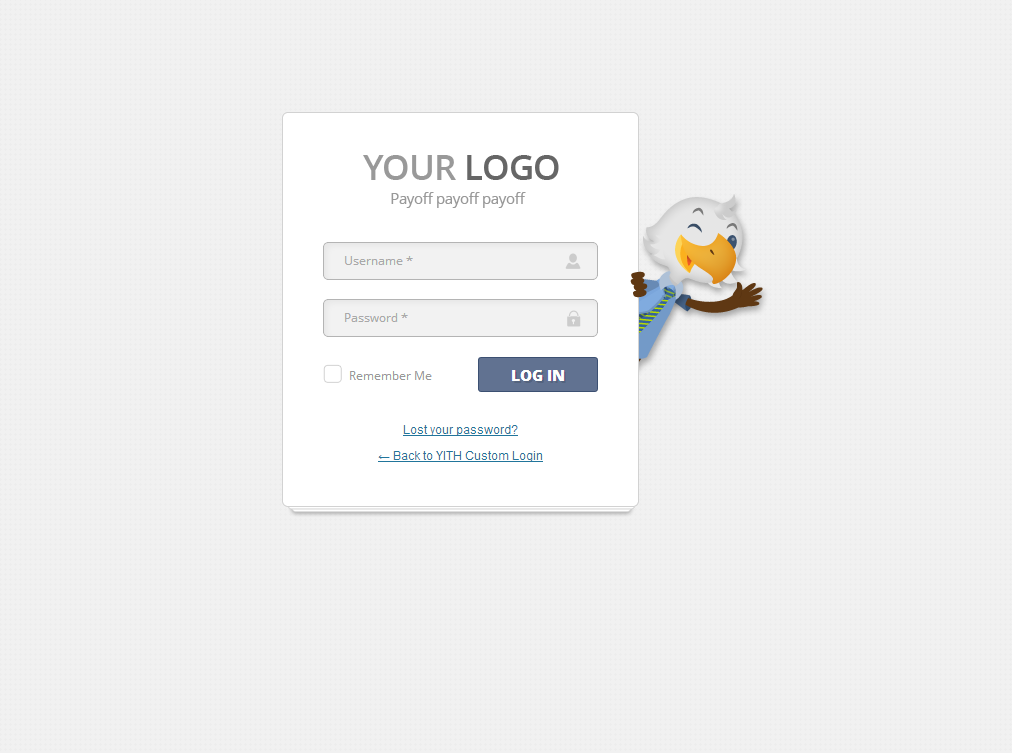 YOUR LOGO
Payoff payoff payoff
Username *
Password *
Remember Me
LOG IN
Lost your password?
← Back to YITH Custom Login